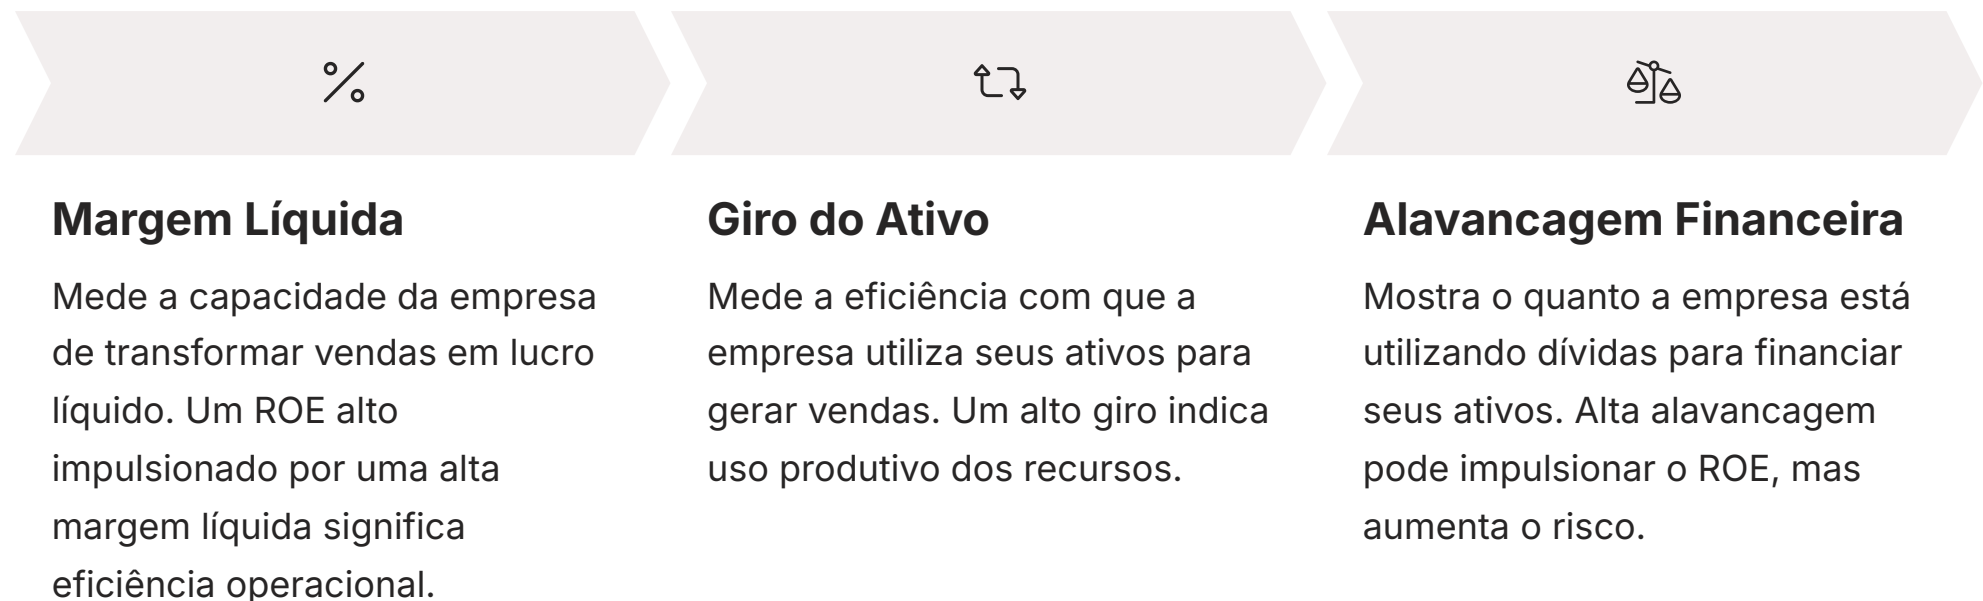 Margem Líquida
Mede a capacidade da empresa
de transformar vendas em lucro
líquido. Um ROE alto
impulsionado por uma alta
margem líquida significa
eficiência operacional.
Giro do Ativo
Mede a eficiência com que a
empresa utiliza seus ativos para
gerar vendas. Um alto giro indica
uso produtivo dos recursos.
Alavancagem Financeira
Mostra o quanto a empresa está
utilizando dívidas para financiar
seus ativos. Alta alavancagem
pode impulsionar o ROE, mas
aumenta o risco.